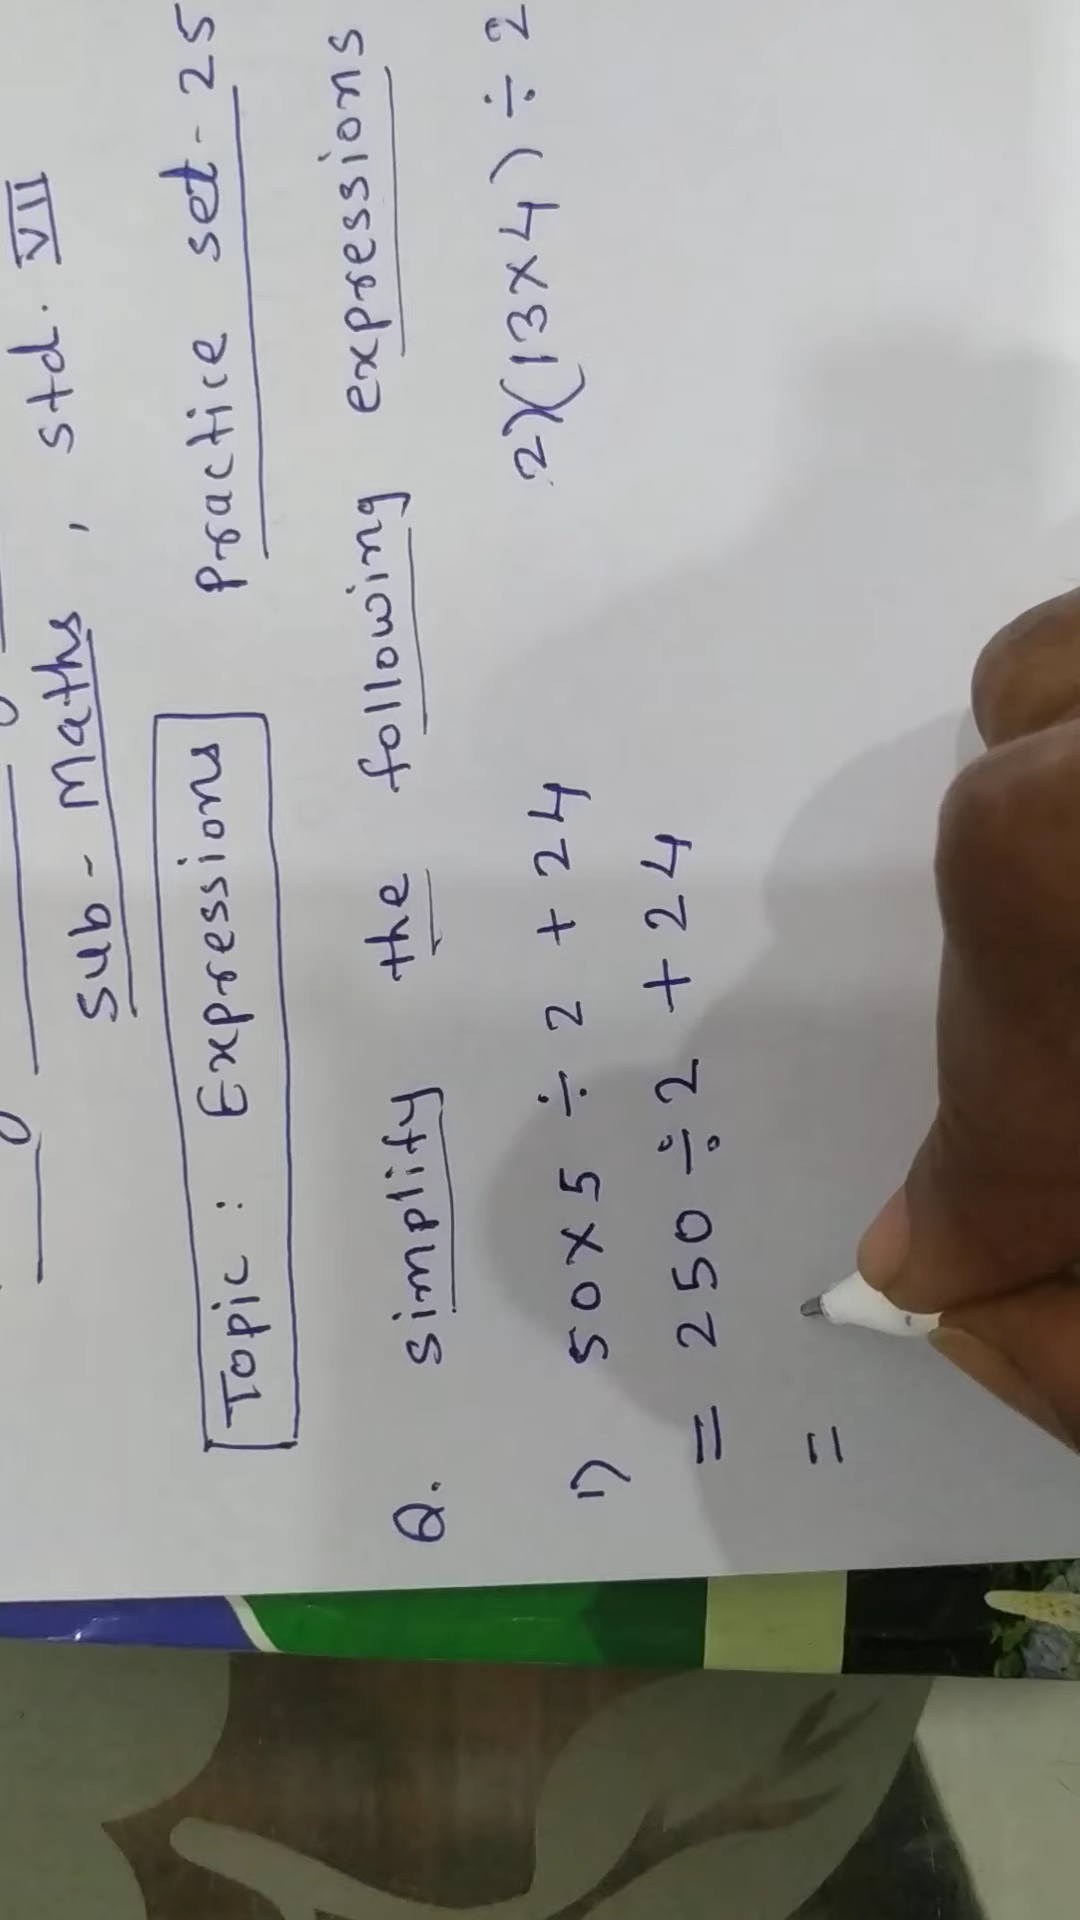 Sub - Maths, std. VII
Topic : Expressions Practice set - 25
Q. Simplify the following expressions
1) 50 x 5 ÷ 2 + 24 2) (13 x 4) ÷ 2
= 250 ÷ 2 + 24
=